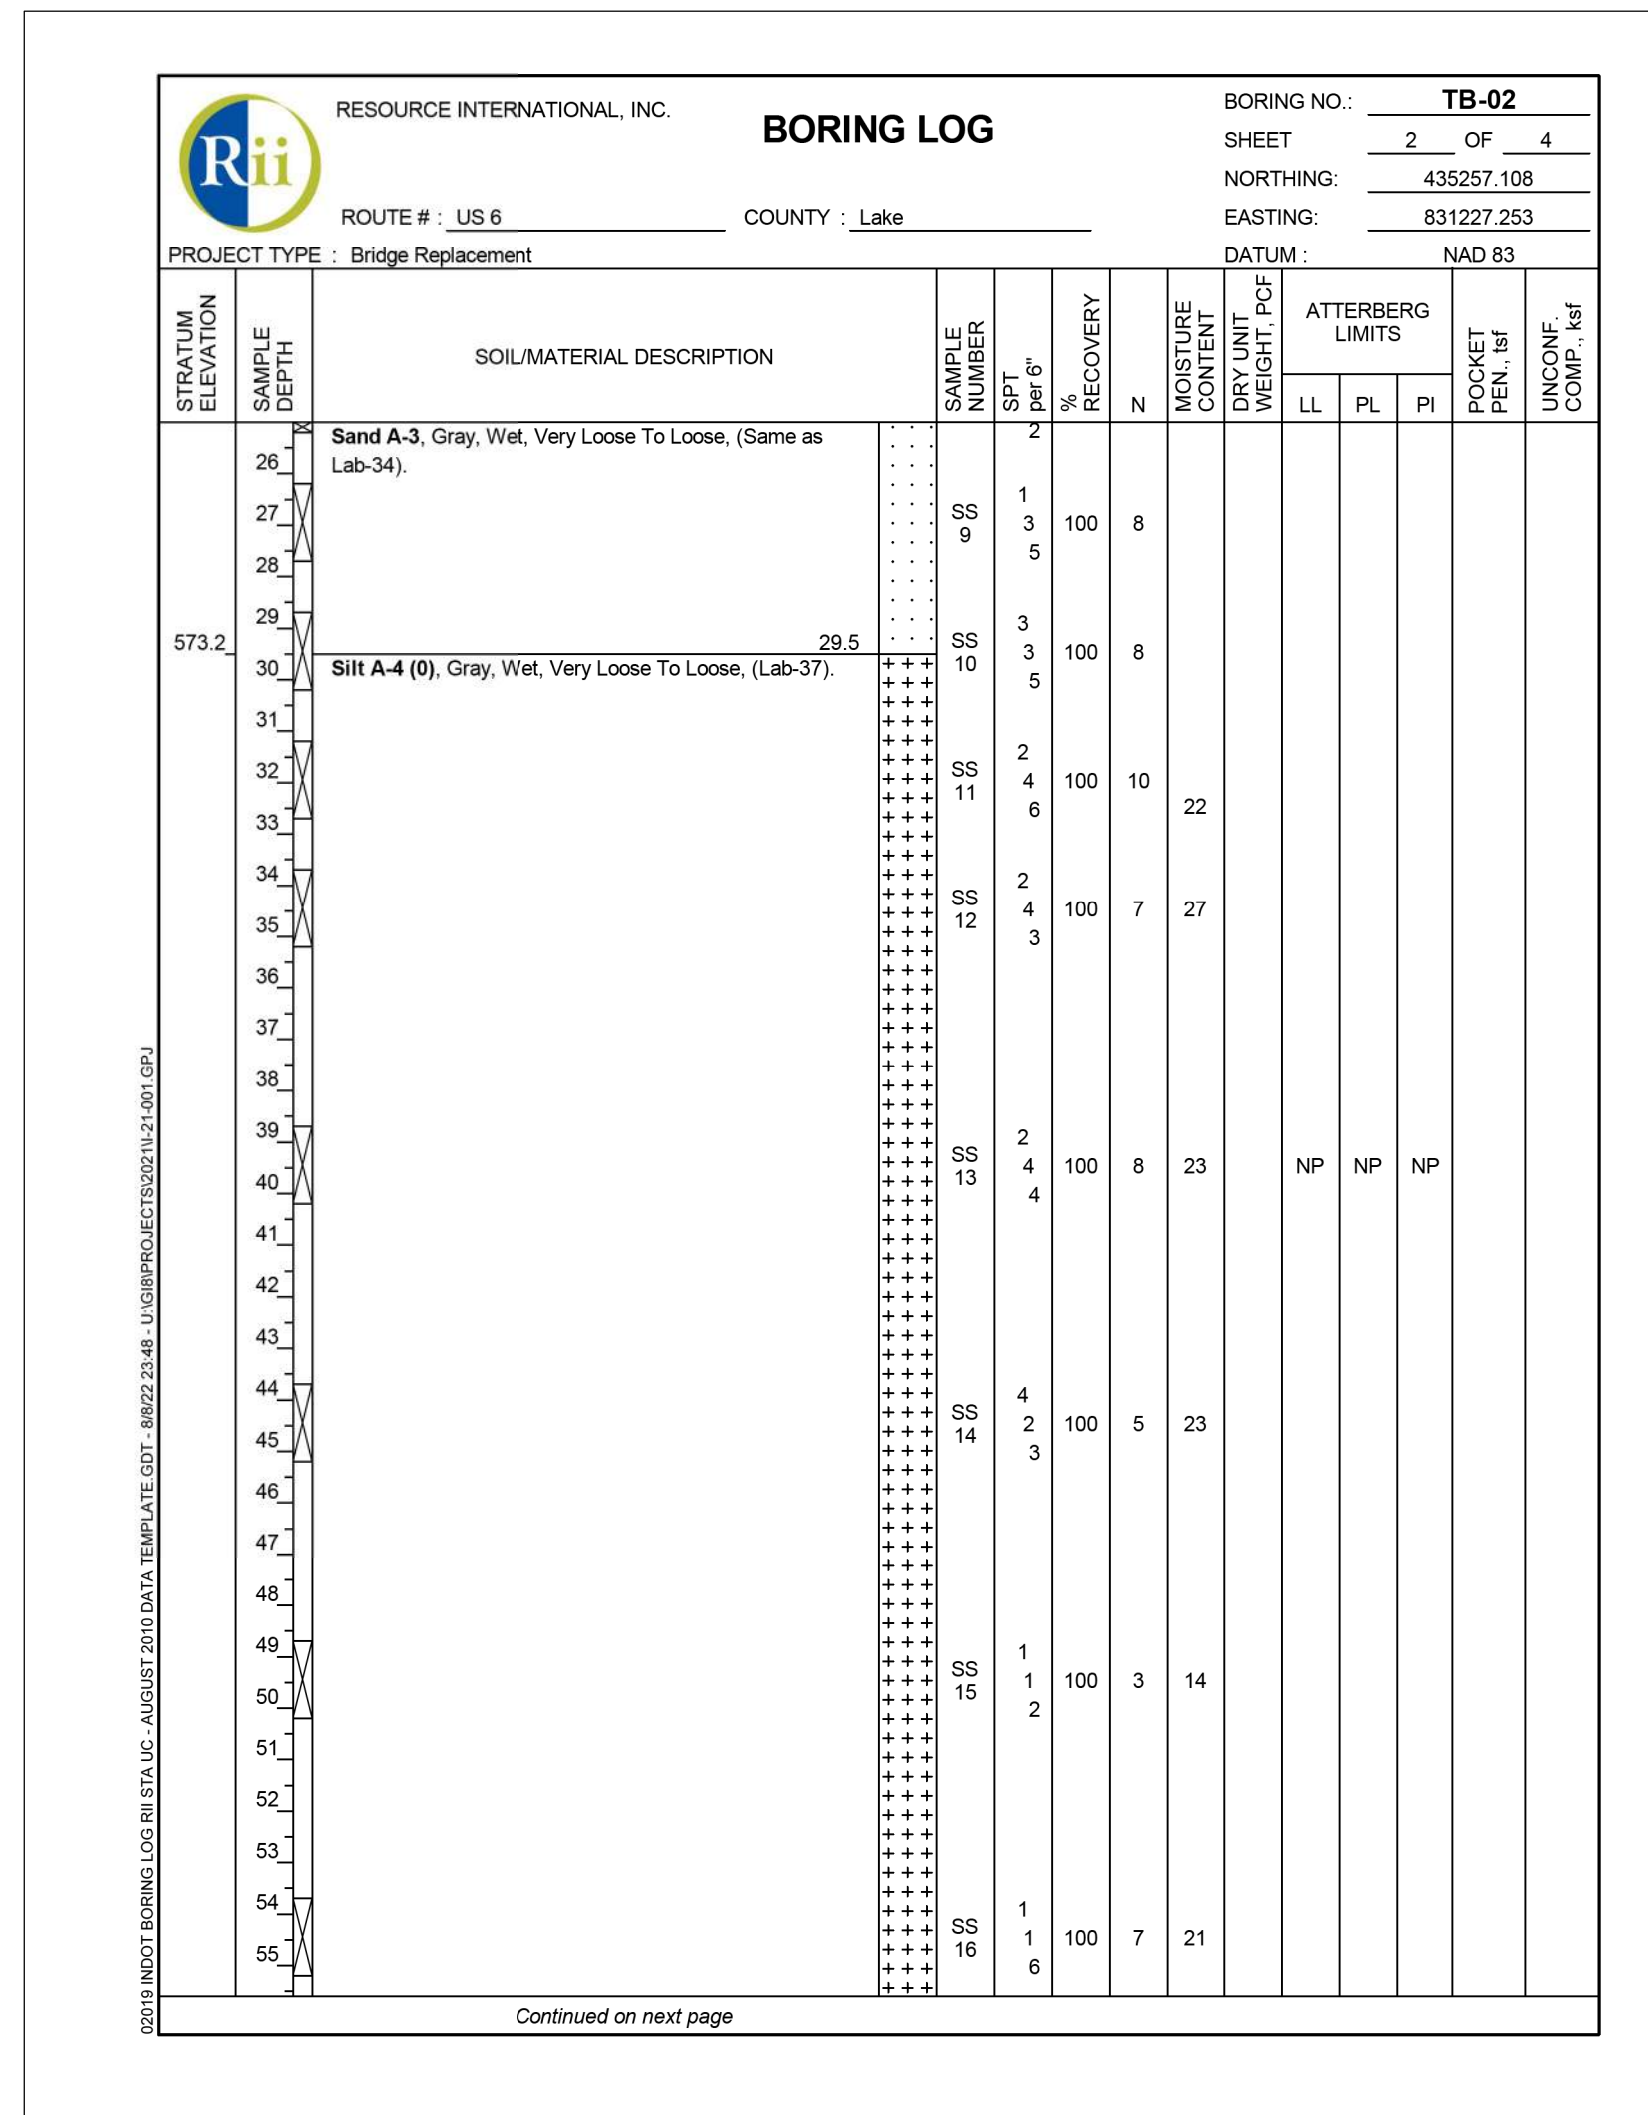 Rii
RESOURCE INTERNATIONAL, INC.
BORING LOG
BORING NO.: TB-02
SHEET 2 OF 4
NORTHING: 435257.108
ROUTE # : US 6 COUNTY : Lake
EASTING: 831227.253
PROJECT TYPE : Bridge Replacement
DATUM : NAD 83
STRATUM ELEVATION
SAMPLE DEPTH
SOIL/MATERIAL DESCRIPTION
SAMPLE NUMBER
SPT per 6"
% RECOVERY
N
MOISTURE CONTENT
DRY UNIT WEIGHT, PCF
ATTERBERG LIMITS
LL PL PI
POCKET PEN., tsf
UNCONF. COMP., ksf
Sand A-3, Gray, Wet, Very Loose To Loose, (Same as 2
26 Lab-34).
27 SS 9 1 3 5 100 8
28
29
573.2 29.5 SS 10 3 3 5 100 8
30 Silt A-4 (0), Gray, Wet, Very Loose To Loose, (Lab-37).
31
32 SS 11 2 4 6 100 10 22
33
34
SS 12 2 4 3 100 7 27
35
36
37
38
39
SS 13 2 4 4 100 8 23 NP NP NP
40
41
42
43
44
SS 14 4 2 3 100 5 23
45
46
47
48
49
SS 15 1 1 2 100 3 14
50
51
52
53
54
SS 16 1 1 6 100 7 21
55
Continued on next page
02019 INDOT BORING LOG RII STA UC - AUGUST 2010 DATA TEMPLATE.GDT - 8/8/22 23:48 - U:\GI8\PROJECTS\2021\I-21-001.GPJ